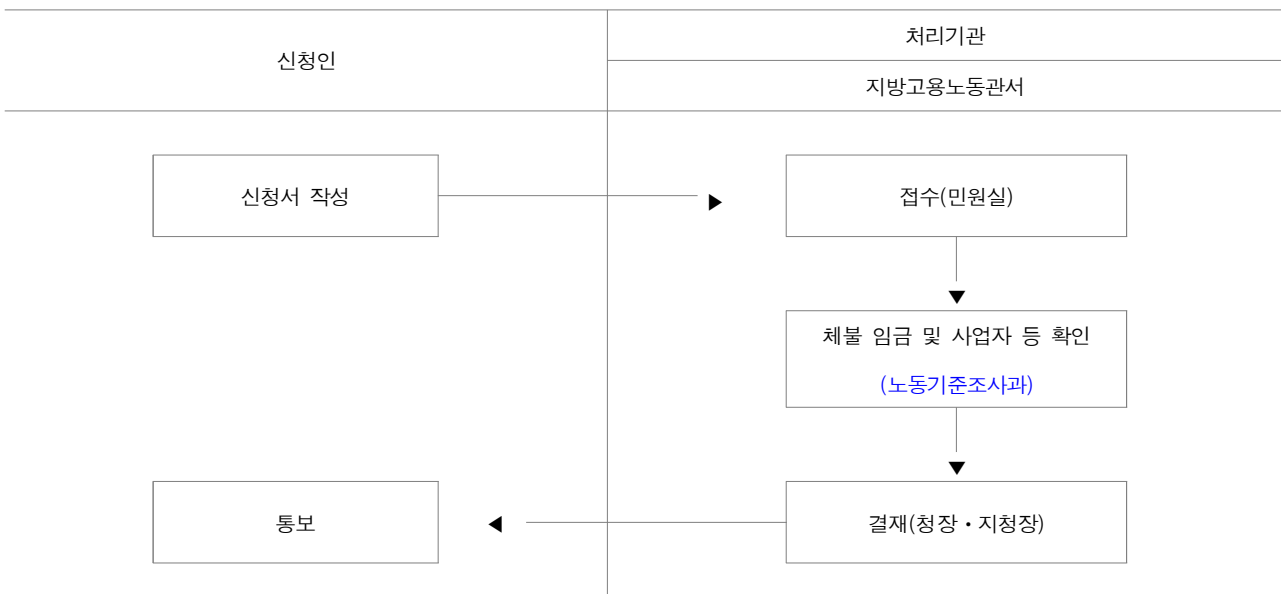 신청인
처리기관
지방고용노동관서
신청서 작성
접수(민원실)
체불 임금 및 사업자 등 확인
(노동기준조사과)
통보
결재(청장・지청장)